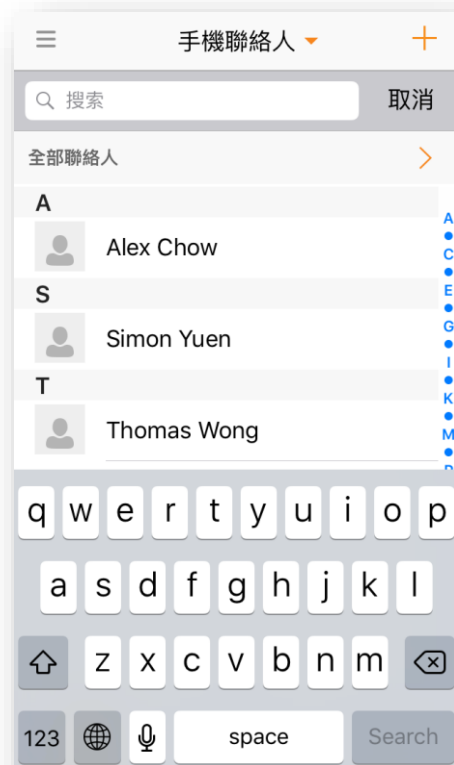 手機聯絡人
搜索 取消
全部聯絡人
A
Alex Chow
S
Simon Yuen
T
Thomas Wong
A
C
E
G
I
K
M
q w e r t y u i o p
a s d f g h j k l
z x c v b n m
123 space Search